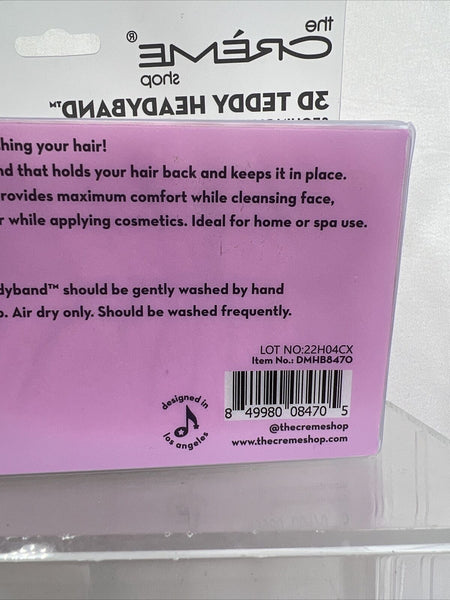 the
CRÈME
shop
®
3D TEDDY HEADYBAND™
hing your hair!
nd that holds your hair back and keeps it in place.
rovides maximum comfort while cleansing face,
r while applying cosmetics. Ideal for home or spa use.
dyband™ should be gently washed by hand
p. Air dry only. Should be washed frequently.
LOT NO:22H04CX
Item No.: DMHB8470
8 49980 08470 5
designed in
los angeles
@thecremeshop
www.thecremeshop.com